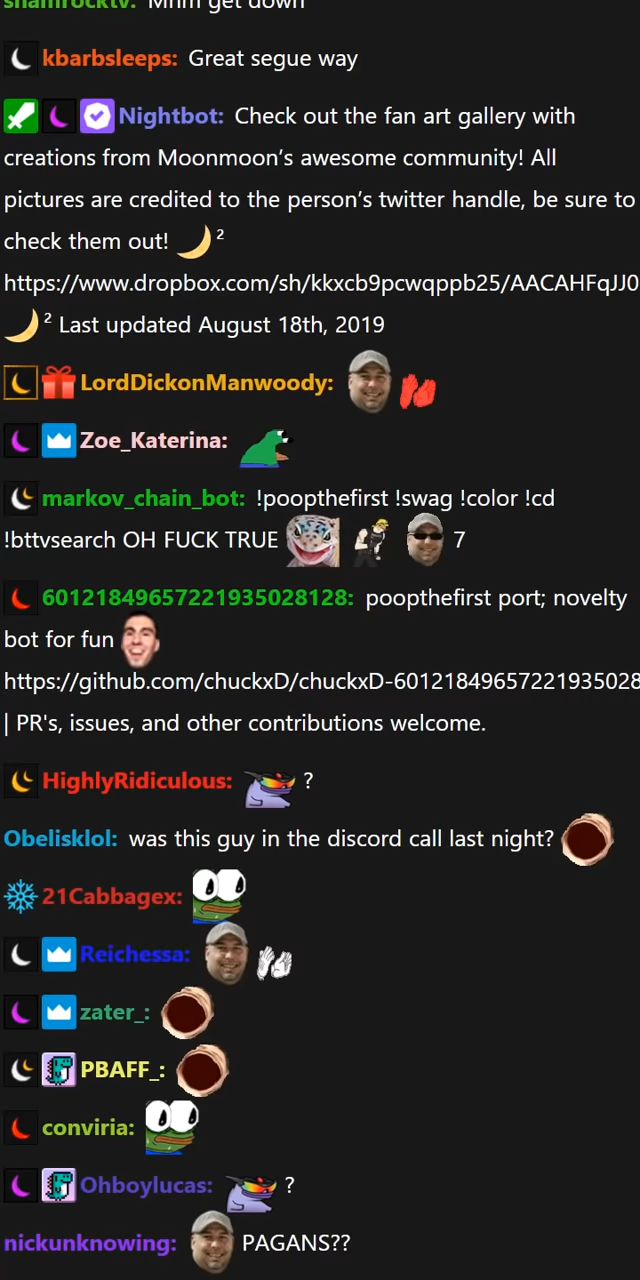 shamrocktv: Mhm get down
kbarbsleeps: Great segue way
Nightbot: Check out the fan art gallery with
creations from Moonmoon’s awesome community! All
pictures are credited to the person’s twitter handle, be sure to
check them out! ²
https://www.dropbox.com/sh/kkxcb9pcwqppb25/AACAHFqJJ0
² Last updated August 18th, 2019
LordDickonManwoody:
Zoe_Katerina:
markov_chain_bot: !poopthefirst !swag !color !cd
!bttvsearch OH FUCK TRUE 7
60121849657221935028128: poopthefirst port; novelty
bot for fun
https://github.com/chuckxD/chuckxD-60121849657221935028
| PR's, issues, and other contributions welcome.
HighlyRidiculous: ?
Obelisklol: was this guy in the discord call last night?
21Cabbagex:
Reichessa:
zater_:
PBAFF_:
conviria:
Ohboylucas: ?
nickunknowing: PAGANS??